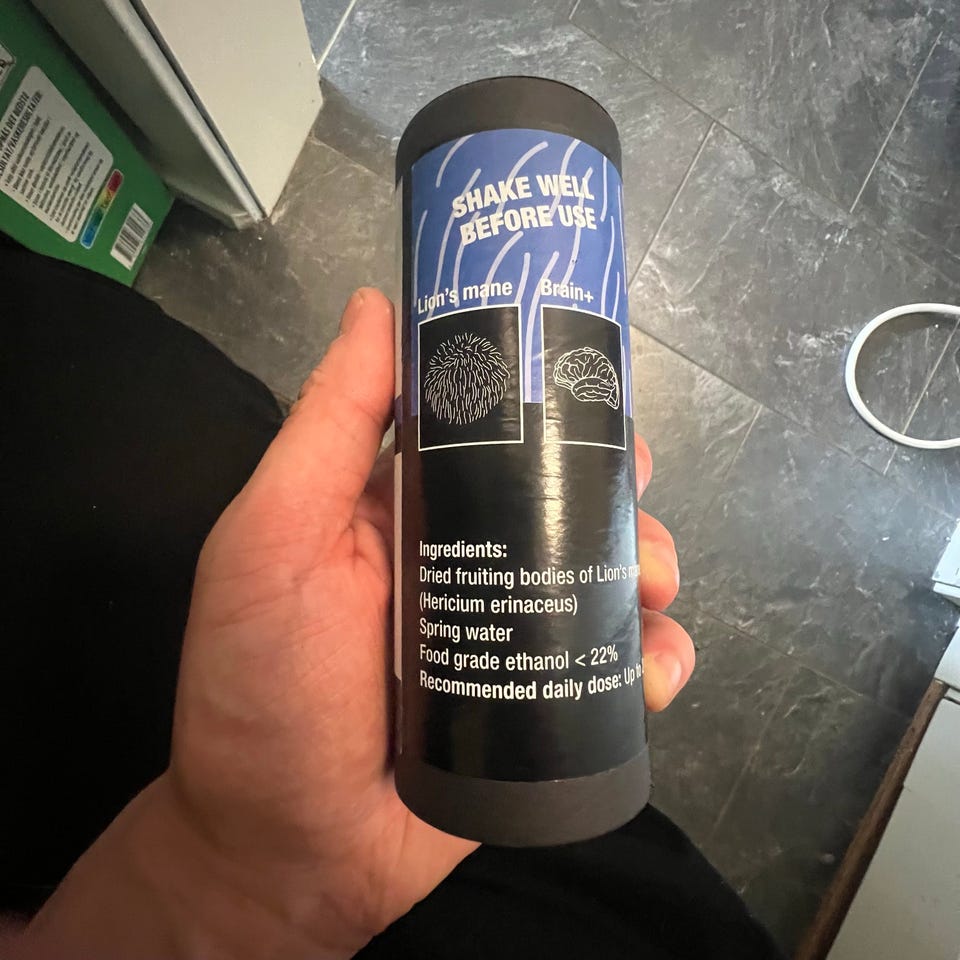 SHAKE WELL
BEFORE USE
Lion's mane
Brain+
Ingredients:
Dried fruiting bodies of Lion's
(Hericium erinaceus)
Spring water
Food grade ethanol < 22%
Recommended daily dose: Up to